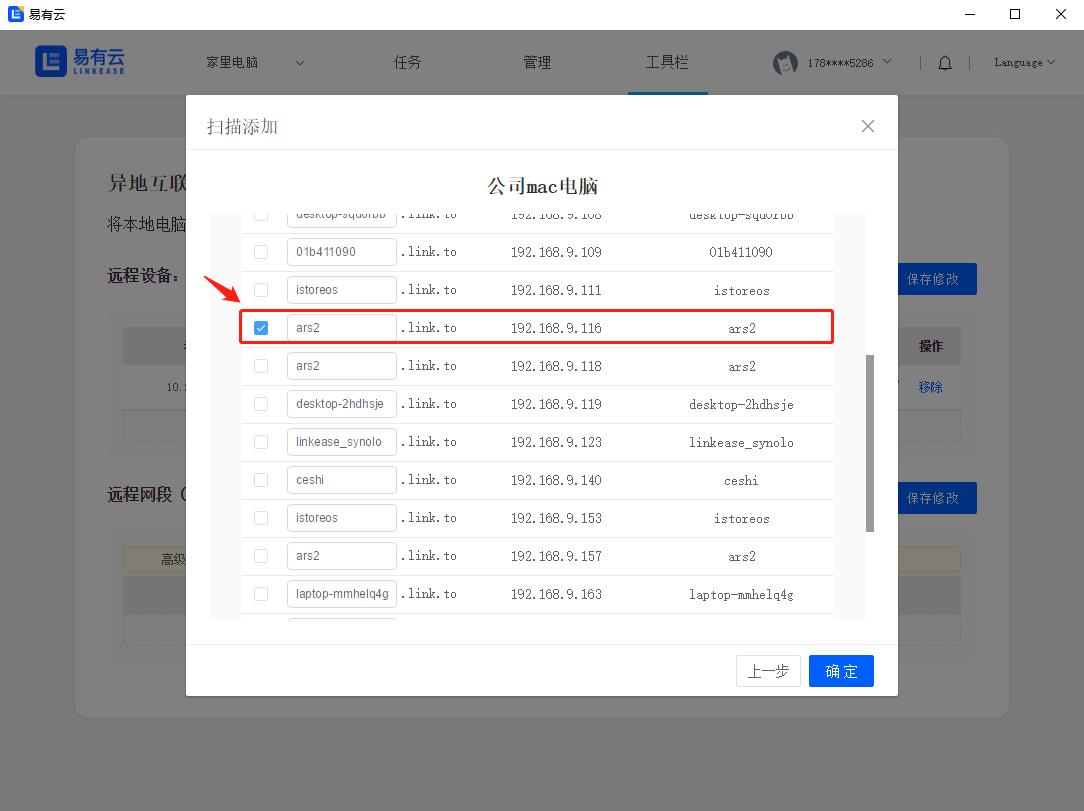 易有云
易有云
LINKEASE
家里电脑
任务
管理
工具栏
178****5286
Language
扫描添加
公司mac电脑
异地互联
将本地电脑
远程设备：
保存修改
操作
10.
移除
远程网段（
保存修改
高级
desktop-squorbb .link.to 192.168.9.108 desktop-squorbb
01b411090 .link.to 192.168.9.109 01b411090
istoreos .link.to 192.168.9.111 istoreos
ars2 .link.to 192.168.9.116 ars2
ars2 .link.to 192.168.9.118 ars2
desktop-2hdhsje .link.to 192.168.9.119 desktop-2hdhsje
linkease_synolo .link.to 192.168.9.123 linkease_synolo
ceshi .link.to 192.168.9.140 ceshi
istoreos .link.to 192.168.9.153 istoreos
ars2 .link.to 192.168.9.157 ars2
laptop-mmhelq4g .link.to 192.168.9.163 laptop-mmhelq4g
上一步
确定